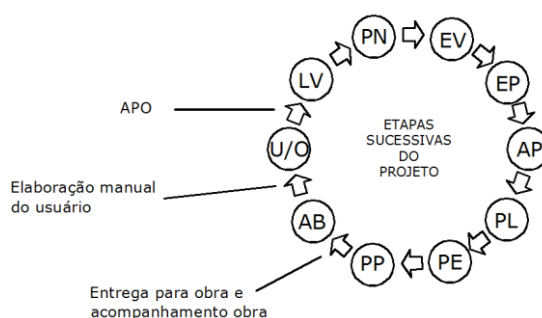 PN
EV
EP
AP
PL
PE
PP
AB
U/O
LV
ETAPAS
SUCESSIVAS
DO
PROJETO
APO
Elaboração manual
do usuário
Entrega para obra e
acompanhamento obra